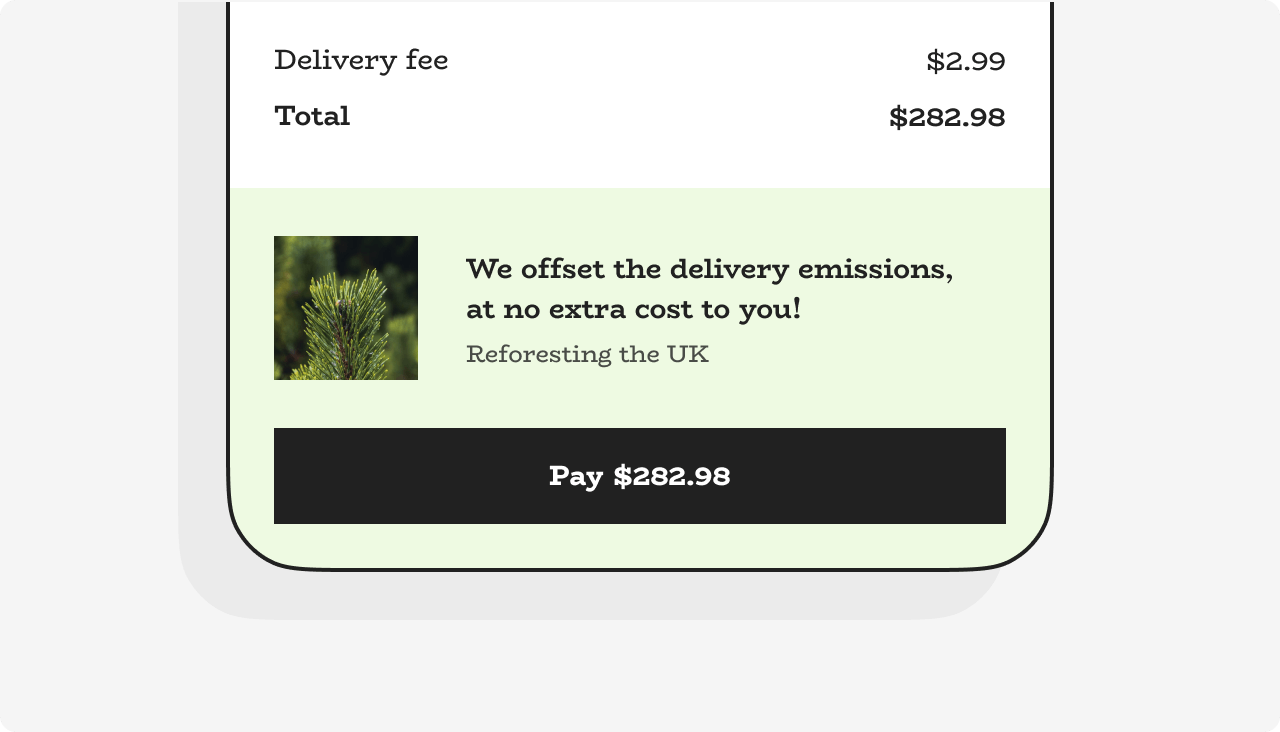 Delivery fee $2.99
Total $282.98
We offset the delivery emissions,
at no extra cost to you!
Reforesting the UK
Pay $282.98